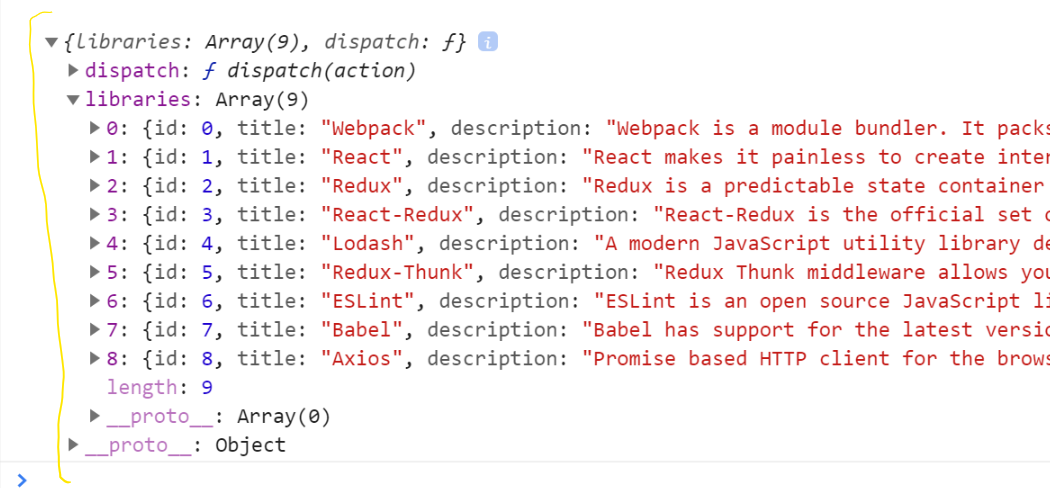 {libraries: Array(9), dispatch: ƒ} i
dispatch: ƒ dispatch(action)
libraries: Array(9)
0: {id: 0, title: "Webpack", description: "Webpack is a module bundler. It packs
1: {id: 1, title: "React", description: "React makes it painless to create
2: {id: 2, title: "Redux", description: "Redux is a predictable state container
3: {id: 3, title: "React-Redux", description: "React-Redux is the official set
4: {id: 4, title: "Lodash", description: "A modern JavaScript utility library
5: {id: 5, title: "Redux-Thunk", description: "Redux Thunk middleware allows you
6: {id: 6, title: "ESLint", description: "ESLint is an open source JavaScript
7: {id: 7, title: "Babel", description: "Babel has support for the latest
8: {id: 8, title: "Axios", description: "Promise based HTTP client for the
length: 9
__proto__: Array(0)
__proto__: Object